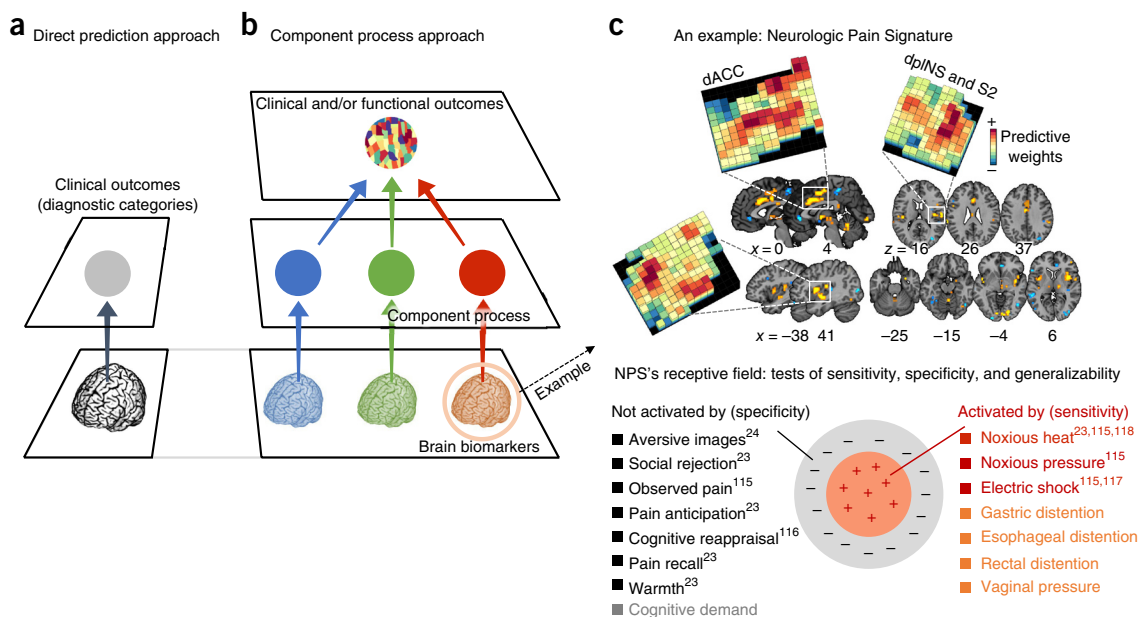 a
Direct prediction approach
b
Component process approach
c
An example: Neurologic Pain Signature
Clinical and/or functional outcomes
Clinical outcomes
(diagnostic categories)
Component process
Brain biomarkers
Example
dACC
dpINS and S2
+
Predictive
weights
−
x = 0
4
z = 16
26
37
x = −38
41
−25
−15
−4
6
NPS's receptive field: tests of sensitivity, specificity, and generalizability
Not activated by (specificity)
Aversive images24
Social rejection23
Observed pain115
Pain anticipation23
Cognitive reappraisal116
Pain recall23
Warmth23
Cognitive demand
Activated by (sensitivity)
Noxious heat23,115,118
Noxious pressure115
Electric shock115,117
Gastric distention
Esophageal distention
Rectal distention
Vaginal pressure